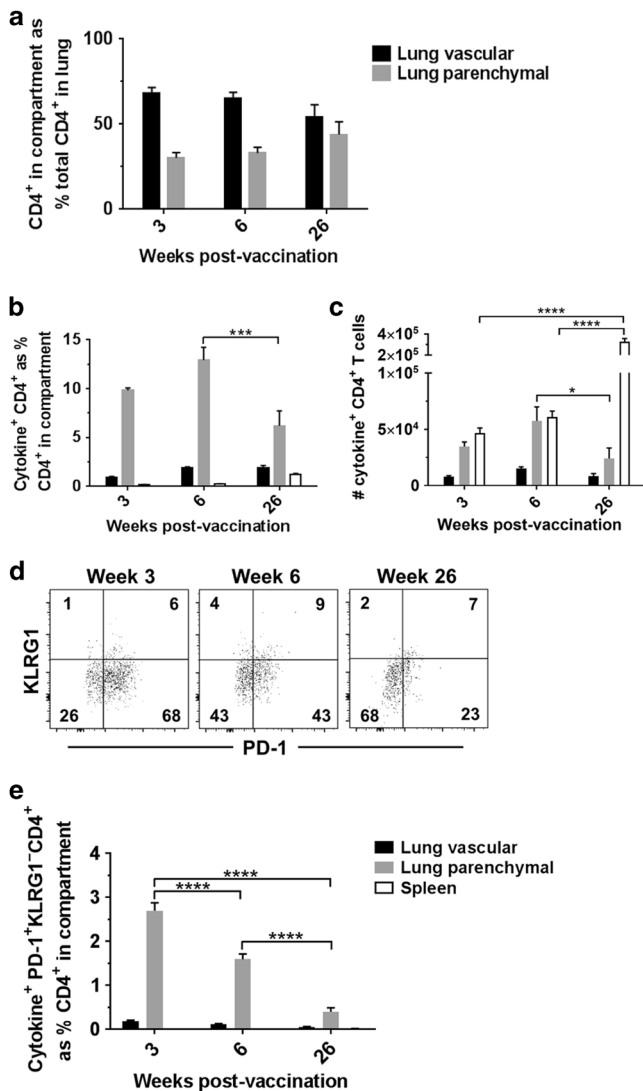 a
CD4⁺ in compartment as
% total CD4⁺ in lung
100
50
0
3
6
26
Weeks post-vaccination
Lung vascular
Lung parenchymal
b
Cytokine⁺ CD4⁺ as %
CD4⁺ in compartment
15
10
5
0
***
3
6
26
Weeks post-vaccination
c
# cytokine⁺ CD4⁺ T cells
4×10⁵
2×10⁵
1×10⁵
5×10⁴
0
****
****
*
3
6
26
Weeks post-vaccination
d
Week 3
Week 6
Week 26
KLRG1
1
6
26
68
4
9
43
43
2
7
68
23
PD-1
e
Cytokine⁺ PD-1⁺KLRG1⁻CD4⁺
as % CD4⁺ in compartment
4
3
2
1
0
****
****
****
3
6
26
Weeks post-vaccination
Lung vascular
Lung parenchymal
Spleen